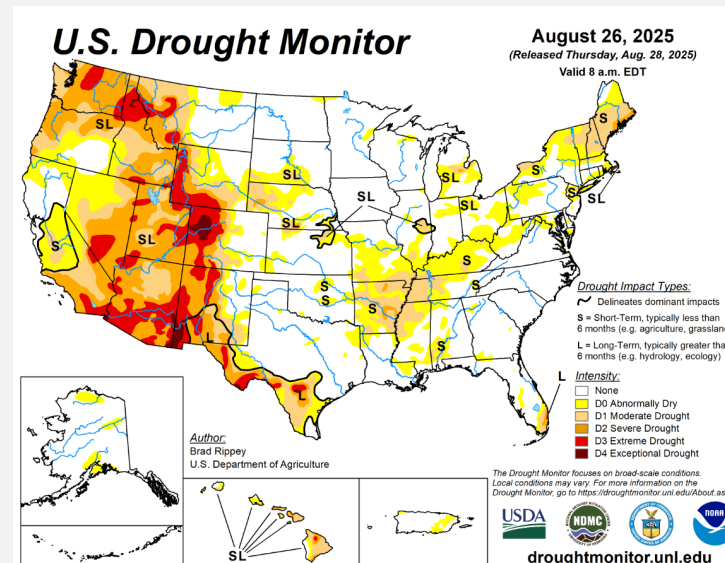 U.S. Drought Monitor
August 26, 2025
(Released Thursday, Aug. 28, 2025)
Valid 8 a.m. EDT
SL
S
SL
SL
S
SL
S
S
SL
SL
SL
SL
S
S
S
S
S
S
L
L
L
Drought Impact Types:
Delineates dominant impacts
S = Short-Term, typically less than
6 months (e.g. agriculture, grassland
L = Long-Term, typically greater tha
6 months (e.g. hydrology, ecology)
Intensity:
None
D0 Abnormally Dry
D1 Moderate Drought
D2 Severe Drought
D3 Extreme Drought
D4 Exceptional Drought
Author:
Brad Rippey
U.S. Department of Agriculture
SL
The Drought Monitor focuses on broad-scale conditions.
Local conditions may vary. For more information on the
Drought Monitor, go to https://droughtmonitor.unl.edu/About.as
USDA
NDMC
NOAA
droughtmonitor.unl.edu